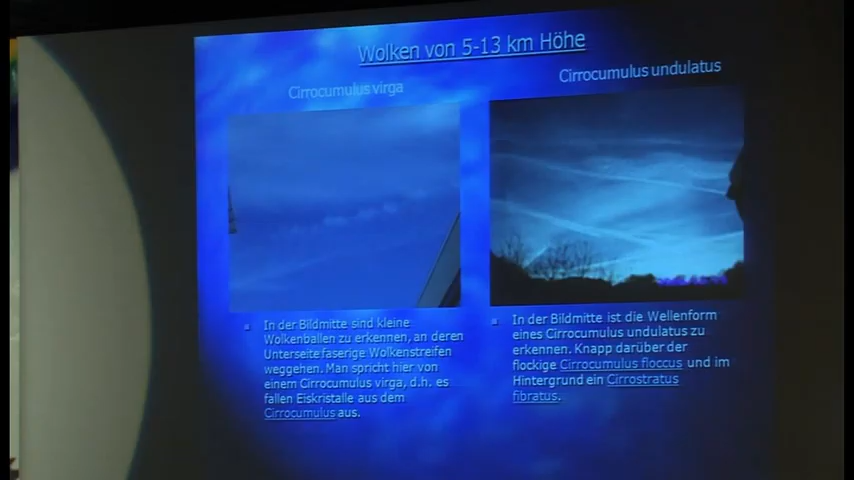 Wolken von 5-13 km Höhe
Cirrocumulus virga
In der Bildmitte sind kleine
Wolkenballen zu erkennen, an deren
Unterseite faserige Wolkenstreifen
weggehen. Man spricht hier von
einem Cirrocumulus virga, d.h. es
fallen Eiskristalle aus dem
Cirrocumulus aus.
Cirrocumulus undulatus
In der Bildmitte ist die Wellenform
eines Cirrocumulus undulatus zu
erkennen. Knapp darüber der
flockige Cirrocumulus floccus und im
Hintergrund ein Cirrostratus
fibratus.